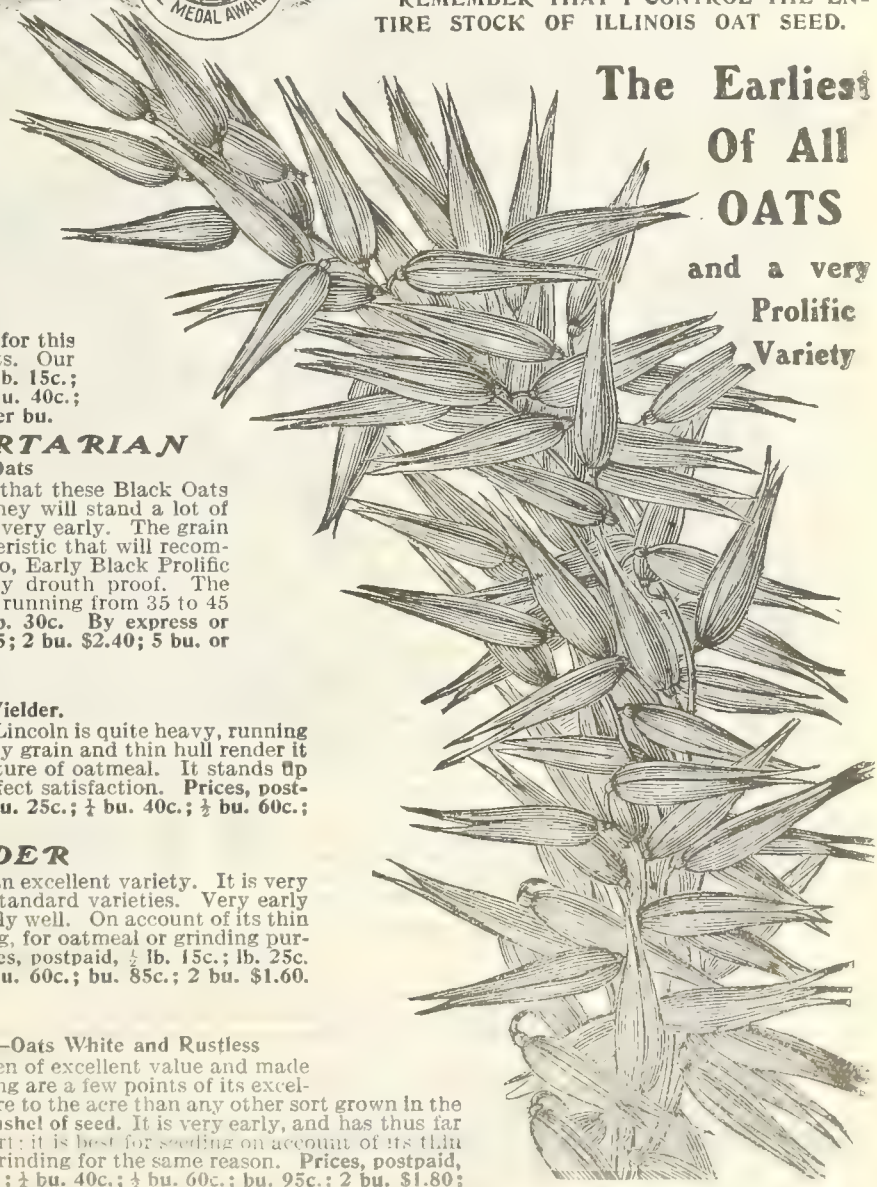 MEDAL AWAR
REMEMBER THAT I CONTROL THE EN-
TIRE STOCK OF ILLINOIS OAT SEED.
The Earliest
Of All
OATS
and a very
Prolific
Variety
for this
s. Our
b. 15c.;
u. 40c.;
er bu.
RTARIAN
Oats
that these Black Oats
hey will stand a lot of
very early. The grain
eristic that will recom-
o, Early Black Prolific
y drouth proof. The
running from 35 to 45
b. 30c. By express or
5; 2 bu. $2.40; 5 bu. or
Yielder.
Lincoln is quite heavy, running
y grain and thin hull render it
ture of oatmeal. It stands up
fect satisfaction. Prices, post-
u. 25c.; ¼ bu. 40c.; ½ bu. 60c.;
DER
n excellent variety. It is very
tandard varieties. Very early
ly well. On account of its thin
g, for oatmeal or grinding pur-
es, postpaid, ½ lb. 15c.; lb. 25c.
u. 60c.; bu. 85c.; 2 bu. $1.60.
—Oats White and Rustless
en of excellent value and made
ng are a few points of its excel-
re to the acre than any other sort grown in the
ushel of seed. It is very early, and has thus far
rt: it is best for seeding on account of its thin
rinding for the same reason. Prices, postpaid,
; ¼ bu. 40c.; ½ bu. 60c.; bu. 95c.; 2 bu. $1.80;